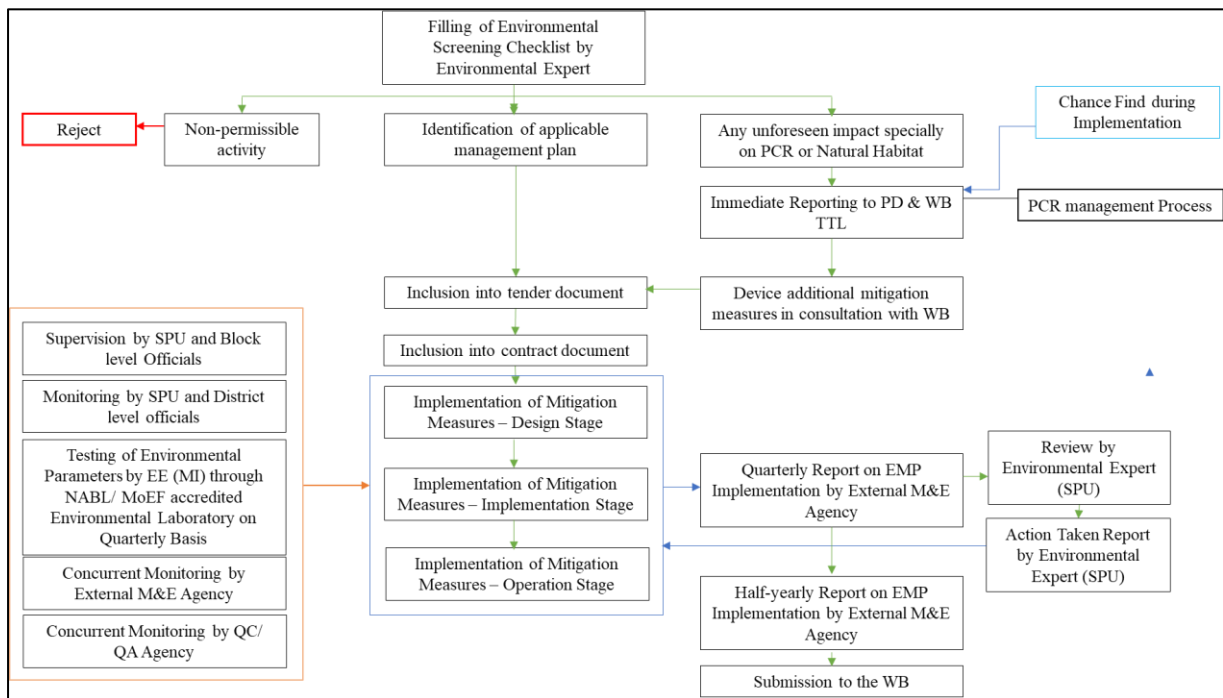 Filling of Environmental
Screening Checklist by
Environmental Expert
Reject
Non-permissible
activity
Identification of applicable
management plan
Any unforeseen impact specially
on PCR or Natural Habitat
Chance Find during
Implementation
Immediate Reporting to PD & WB
TTL
PCR management Process
Inclusion into tender document
Device additional mitigation
measures in consultation with WB
Inclusion into contract document
Supervision by SPU and Block
level Officials
Monitoring by SPU and District
level officials
Testing of Environmental
Parameters by EE (MI) through
NABL/ MoEF accredited
Environmental Laboratory on
Quarterly Basis
Concurrent Monitoring by
External M&E Agency
Concurrent Monitoring by QC/
QA Agency
Implementation of Mitigation
Measures – Design Stage
Implementation of Mitigation
Measures – Implementation Stage
Implementation of Mitigation
Measures – Operation Stage
Quarterly Report on EMP
Implementation by External M&E
Agency
Review by
Environmental Expert
(SPU)
Action Taken Report
by Environmental
Expert (SPU)
Half-yearly Report on EMP
Implementation by External M&E
Agency
Submission to the WB